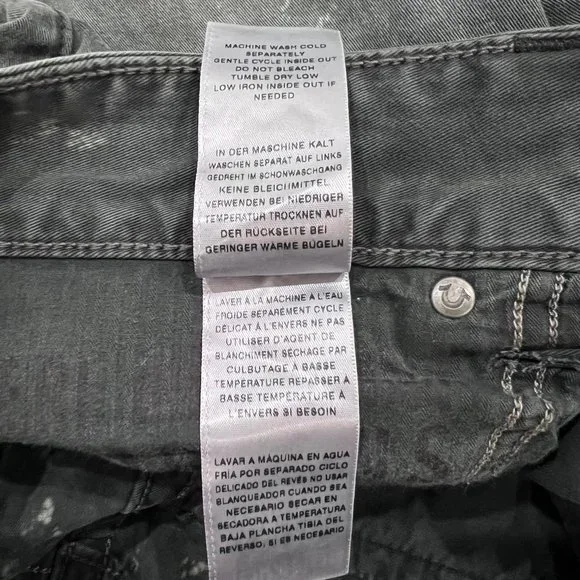 MACHINE WASH COLD
SEPARATELY
GENTLE CYCLE INSIDE OUT
DO NOT BLEACH
TUMBLE DRY LOW
LOW IRON INSIDE OUT IF
NEEDED
IN DER MASCHINE KALT
WASCHEN SEPARAT AUF LINKS
GEDREHT IM SCHONWASCHGANG
KEINE BLEICHMITTEL
VERWENDEN BEI NIEDRIGER
TEMPERATUR TROCKNEN AUF
DER RÜCKSEITE BEI
GERINGER WÄRME BÜGELN
LAVER À LA MACHINE À L'EAU
FROIDE SEPARÉMENT CYCLE
DÉLICAT À L'ENVERS NE PAS
UTILISER D'AGENT DE
BLANCHIMENT SÉCHAGE PAR
CULBUTAGE À BASSE
TEMPÉRATURE REPASSER À
BASSE TEMPÉRATURE À
L'ENVERS SI BESOIN
LAVAR A MÁQUINA EN AGUA
FRÍA POR SEPARADO CICLO
DELICADO DEL REVÉS NO USAR
BLANQUEADOR CUANDO SEA
NECESARIO SECAR EN
SECADORA A TEMPERATURA
BAJA PLANCHA TIBIA DEL
REVERSO, SI ES NECESARIO